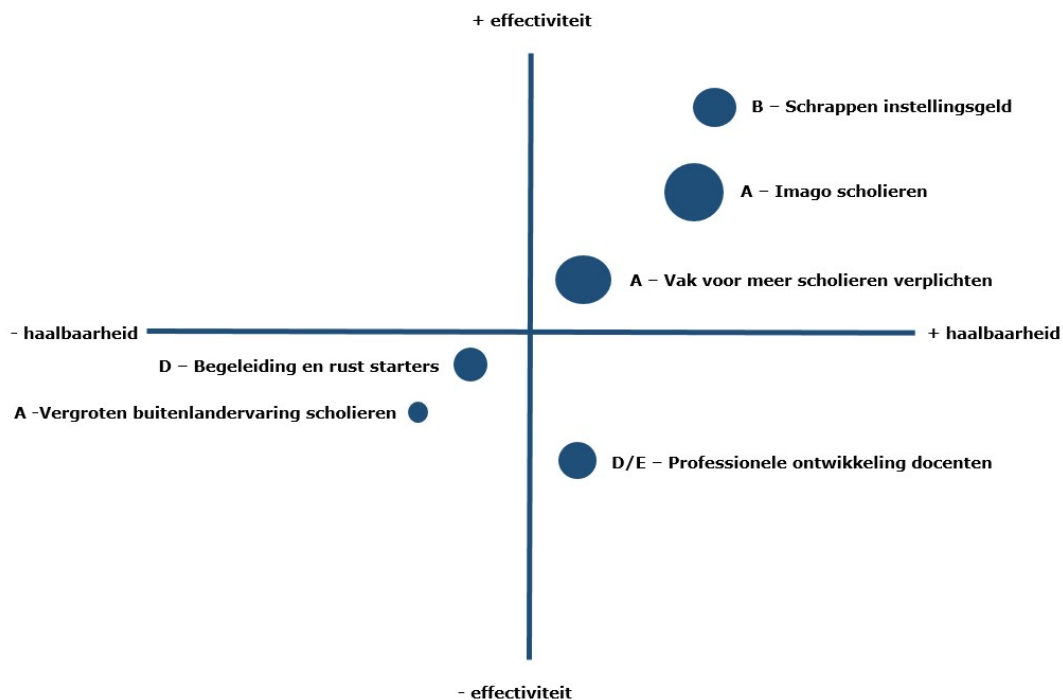 + effectiviteit
B – Schrappen instellingsgeld
A – Imago scholieren
A – Vak voor meer scholieren verplichten
- haalbaarheid
+ haalbaarheid
D – Begeleiding en rust starters
A -Vergroten buitenlandervaring scholieren
D/E – Professionele ontwikkeling docenten
- effectiviteit